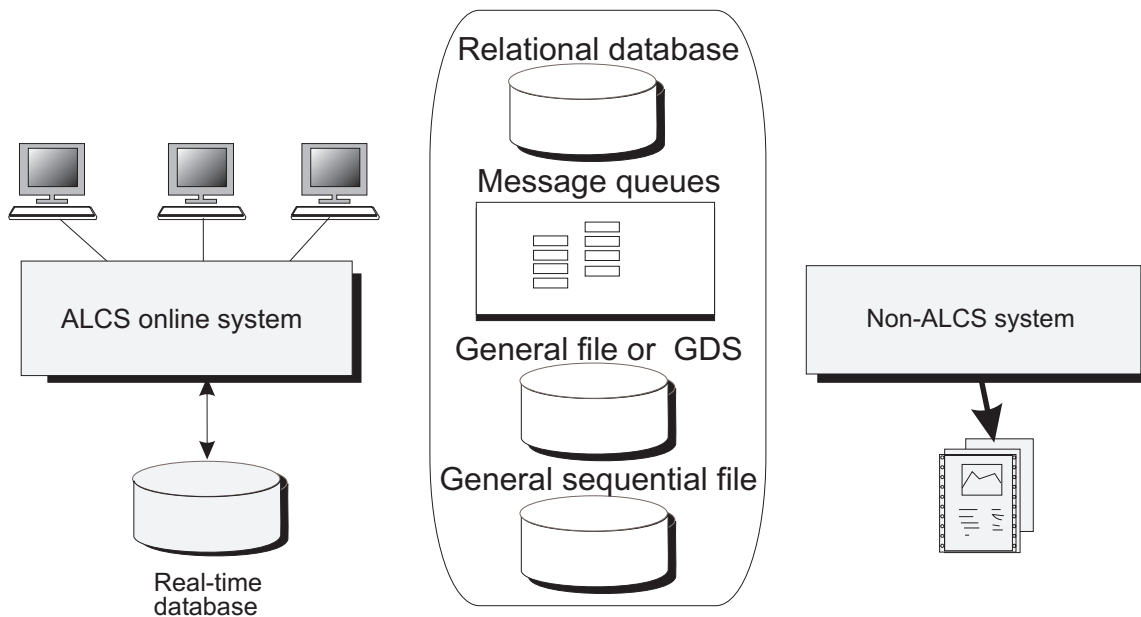 Relational database
Message queues
ALCS online system
General file or GDS
Non-ALCS system
General sequential file
Real-time
database